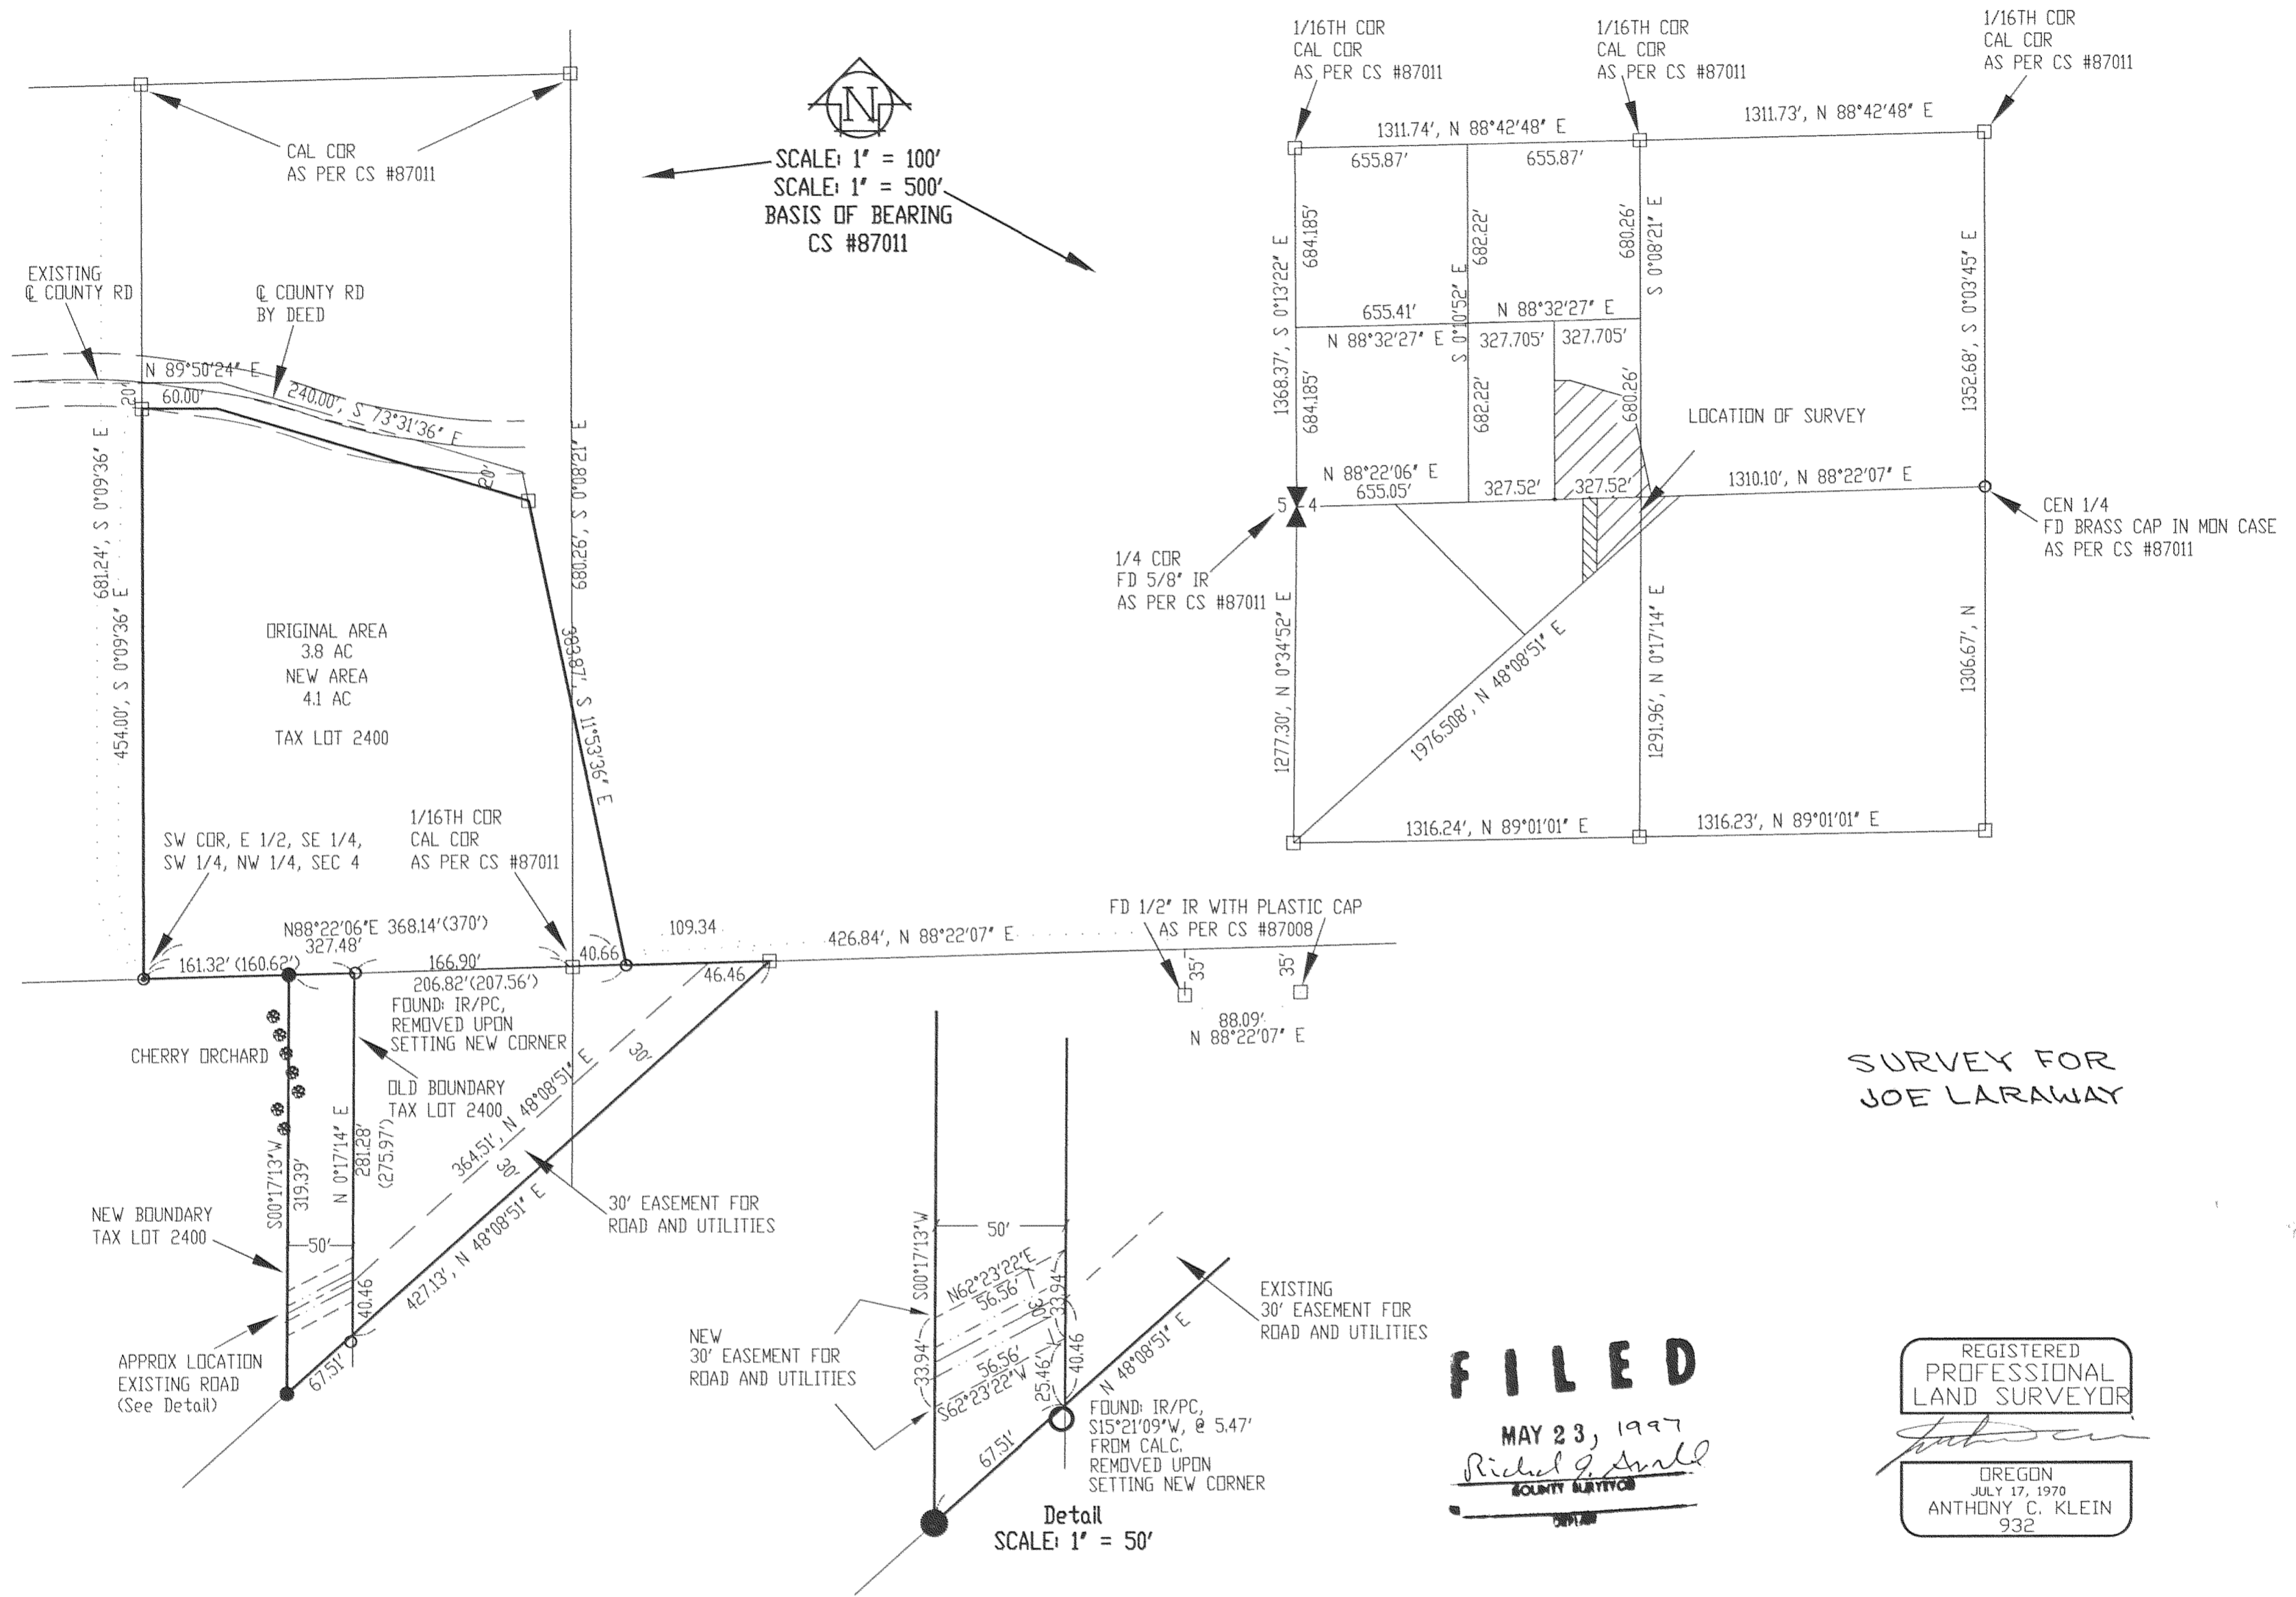 CAL COR
AS PER CS #87011
SCALE: 1" = 100'
SCALE: 1" = 500'
BASIS OF BEARING
CS #87011
N
EXISTING
℄ COUNTY RD
℄ COUNTY RD
BY DEED
N 89°50'24" E
60.00'
20'
240.00', S 73°31'36" E
20'
681.24', S 0°09'36" E
454.00', S 0°09'36" E
680.26', S 0°08'21" E
383.87', S 11°53'36" E
ORIGINAL AREA
3.8 AC
NEW AREA
4.1 AC
TAX LOT 2400
SW COR, E 1/2, SE 1/4,
SW 1/4, NW 1/4, SEC 4
1/16TH COR
CAL COR
AS PER CS #87011
N88°22'06"E 368.14'(370')
327.48'
161.32' (160.62')
166.90'
40.66
109.34
426.84', N 88°22'07" E
206.82'(207.56')
46.46
FOUND: IR/PC,
REMOVED UPON
SETTING NEW CORNER
CHERRY ORCHARD
OLD BOUNDARY
TAX LOT 2400
S00°17'13"W
319.39'
N 0°17'14" E
281.28'
(275.97')
364.51', N 48°08'51" E
30'
30'
427.13', N 48°08'51" E
30' EASEMENT FOR
ROAD AND UTILITIES
NEW BOUNDARY
TAX LOT 2400
50'
40.46
67.51'
APPROX LOCATION
EXISTING ROAD
(See Detail)
FD 1/2" IR WITH PLASTIC CAP
AS PER CS #87008
35'
35'
88.09'
N 88°22'07" E
1/16TH COR
CAL COR
AS PER CS #87011
1/16TH COR
CAL COR
AS PER CS #87011
1/16TH COR
CAL COR
AS PER CS #87011
1311.74', N 88°42'48" E
1311.73', N 88°42'48" E
655.87'
655.87'
1368.37', S 0°13'22" E
684.185'
682.22'
680.26'
S 0°08'21" E
1352.68', S 0°03'45" E
S 0°10'52" E
655.41'
N 88°32'27" E
N 88°32'27" E
327.705'
327.705'
684.185'
682.22'
680.26'
LOCATION OF SURVEY
N 88°22'06" E
655.05'
327.52'
327.52'
1310.10', N 88°22'07" E
5
4
1/4 COR
FD 5/8" IR
AS PER CS #87011
CEN 1/4
FD BRASS CAP IN MON CASE
AS PER CS #87011
1277.30', N 0°34'52" E
1976.508', N 48°08'51" E
1291.96', N 0°17'14" E
1306.67', N
1316.24', N 89°01'01" E
1316.23', N 89°01'01" E
SURVEY FOR
JOE LARAWAY
S00°17'13"W
50'
N62°23'22"E
56.56'
30'
33.94'
33.94'
56.56'
S62°23'22"W
25.46'
40.46
N 48°08'51" E
67.51'
NEW
30' EASEMENT FOR
ROAD AND UTILITIES
EXISTING
30' EASEMENT FOR
ROAD AND UTILITIES
FOUND: IR/PC,
S15°21'09"W, @ 5.47'
FROM CALC.
REMOVED UPON
SETTING NEW CORNER
Detail
SCALE: 1" = 50'
FILED
MAY 23, 1997
COUNTY SURVEYOR
REGISTERED
PROFESSIONAL
LAND SURVEYOR
OREGON
JULY 17, 1970
ANTHONY C. KLEIN
932